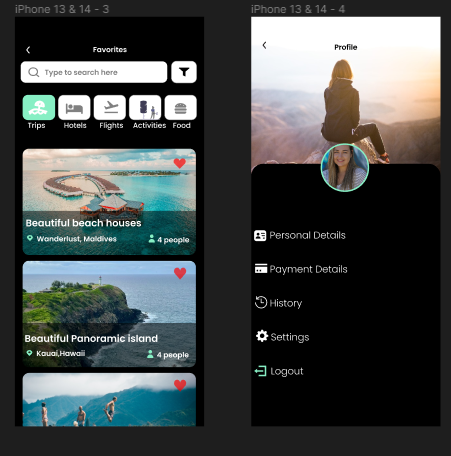 iPhone 13 & 14 - 3
Favorites
Type to search here
Trips Hotels Flights Activities Food
Beautiful beach houses
Wanderlust, Maldives 4 people
Beautiful Panoramic island
Kauai,Hawaii 4 people
iPhone 13 & 14 - 4
Profile
Personal Details
Payment Details
History
Settings
Logout